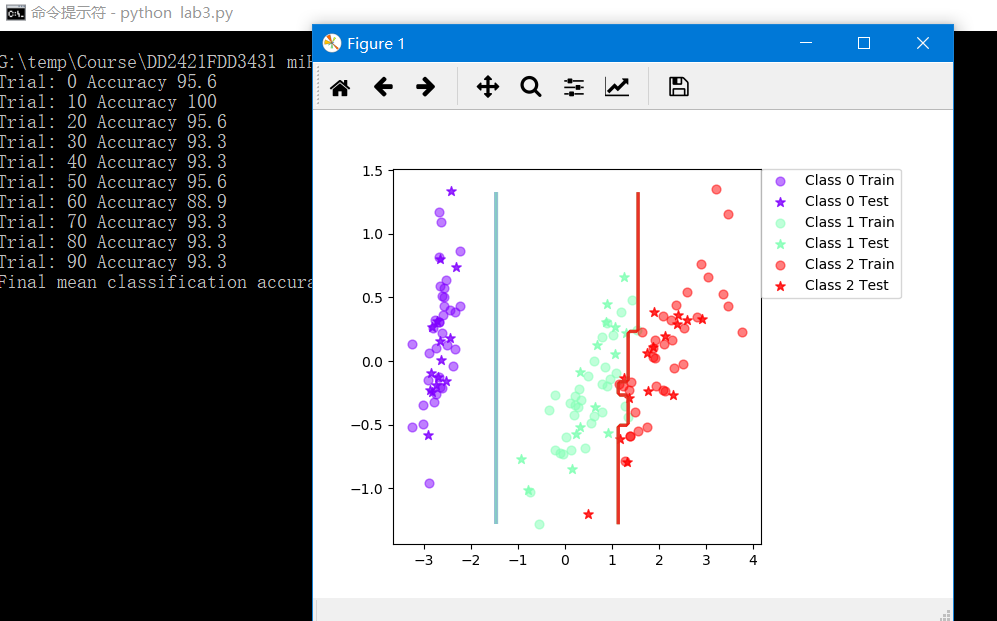 命令提示符 - python lab3.py
G:\temp\Course\DD2421FDD3431
Trial: 0 Accuracy 95.6
Trial: 10 Accuracy 100
Trial: 20 Accuracy 95.6
Trial: 30 Accuracy 93.3
Trial: 40 Accuracy 93.3
Trial: 50 Accuracy 95.6
Trial: 60 Accuracy 88.9
Trial: 70 Accuracy 93.3
Trial: 80 Accuracy 93.3
Trial: 90 Accuracy 93.3
Final mean classification
Figure 1
1.5
1.0
0.5
0.0
−0.5
−1.0
−3 −2 −1 0 1 2 3 4
Class 0 Train
Class 0 Test
Class 1 Train
Class 1 Test
Class 2 Train
Class 2 Test